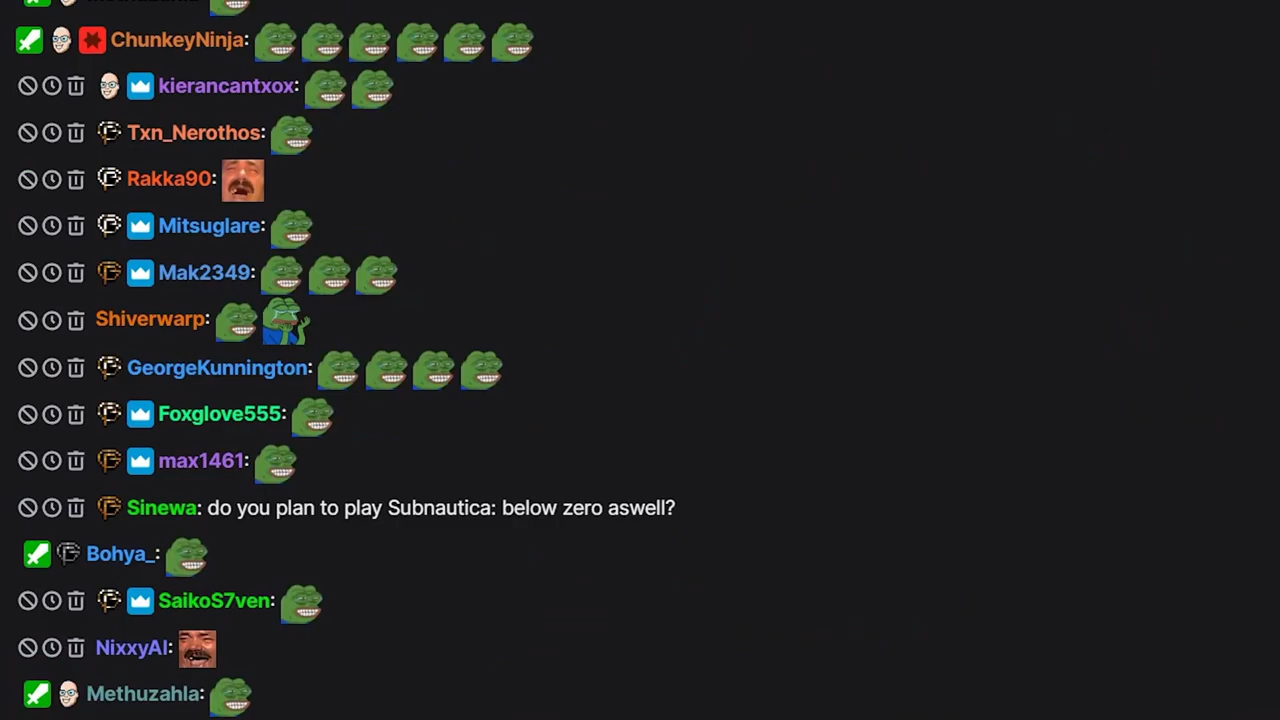 ChunkeyNinja:
kierancantxox:
Txn_Nerothos:
Rakka90:
Mitsuglare:
Mak2349:
Shiverwarp:
GeorgeKunnington:
Foxglove555:
max1461:
Sinewa: do you plan to play Subnautica: below zero aswell?
Bohya_:
SaikoS7ven:
NixxyAI:
Methuzahla: